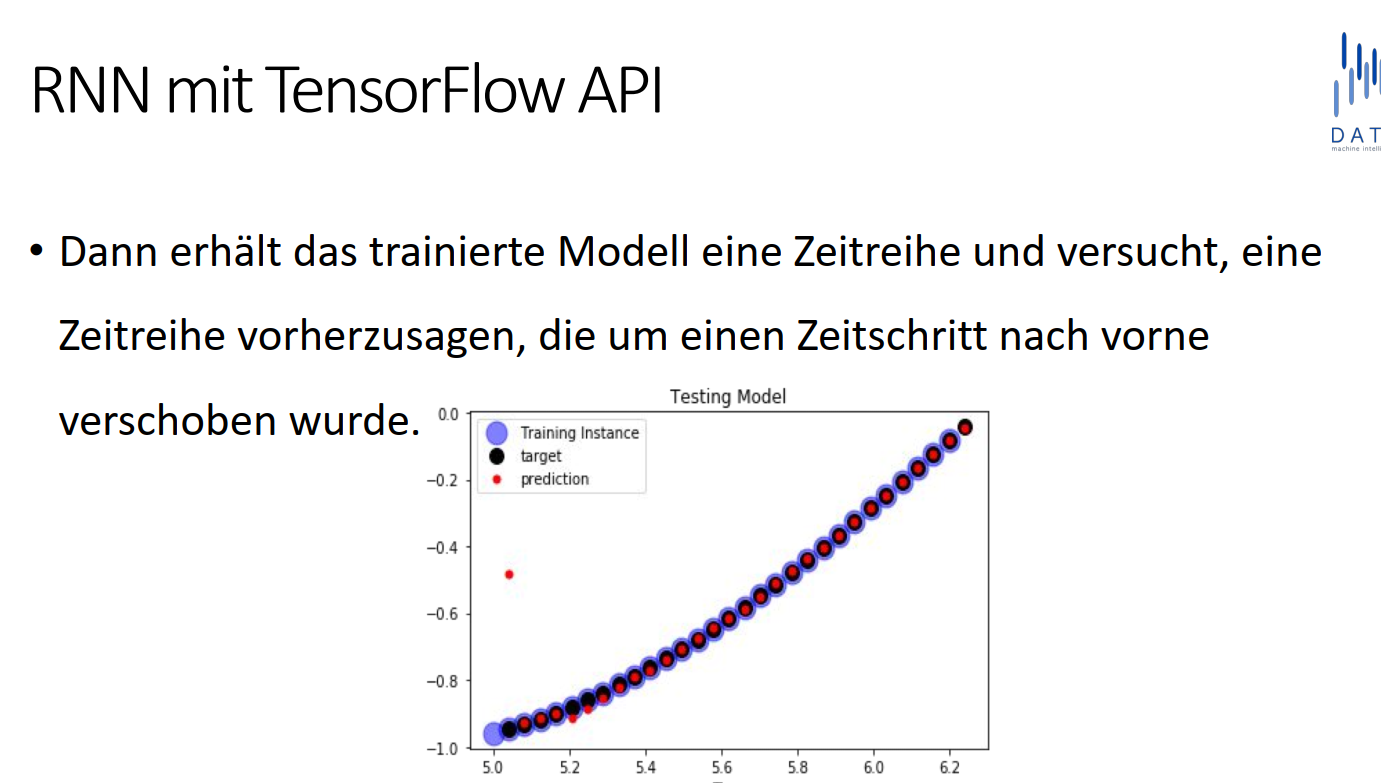 RNN mit TensorFlow API
DAT
machine intelli
• Dann erhält das trainierte Modell eine Zeitreihe und versucht, eine
Zeitreihe vorherzusagen, die um einen Zeitschritt nach vorne
verschoben wurde.
Testing Model
Training Instance
target
prediction
0.0
−0.2
−0.4
−0.6
−0.8
−1.0
5.0 5.2 5.4 5.6 5.8 6.0 6.2